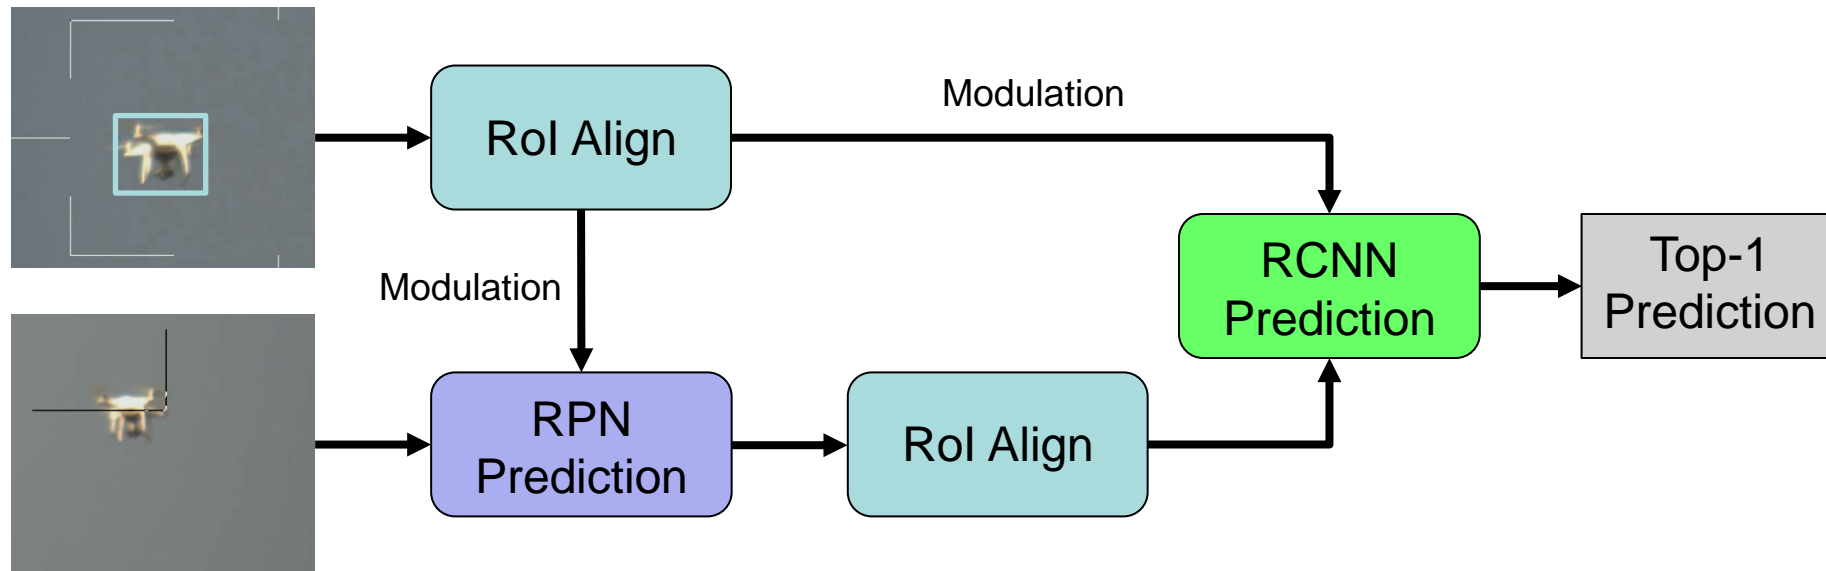 Modulation
RoI Align
Modulation
RCNN
Prediction
Top-1
Prediction
RPN
Prediction
RoI Align